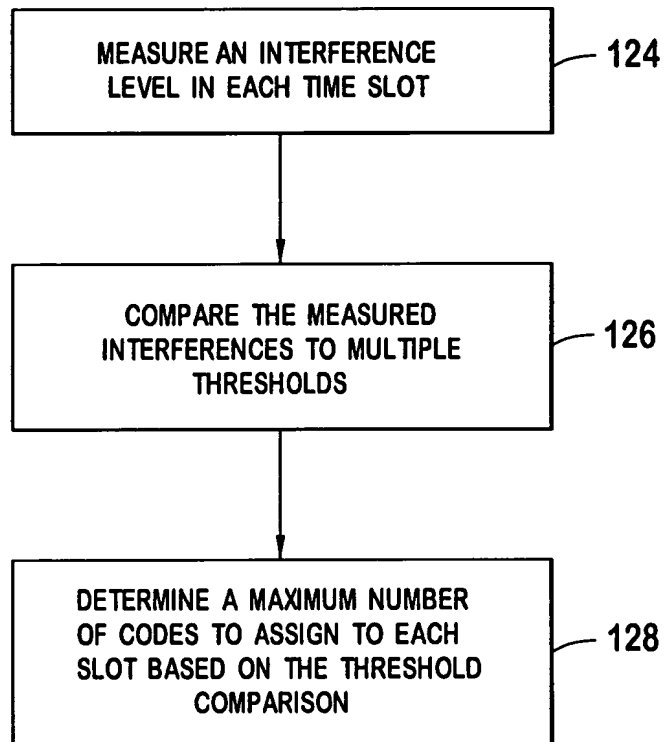 MEASURE AN INTERFERENCE
LEVEL IN EACH TIME SLOT
124
COMPARE THE MEASURED
INTERFERENCES TO MULTIPLE
THRESHOLDS
126
DETERMINE A MAXIMUM NUMBER
OF CODES TO ASSIGN TO EACH
SLOT BASED ON THE THRESHOLD
COMPARISON
128